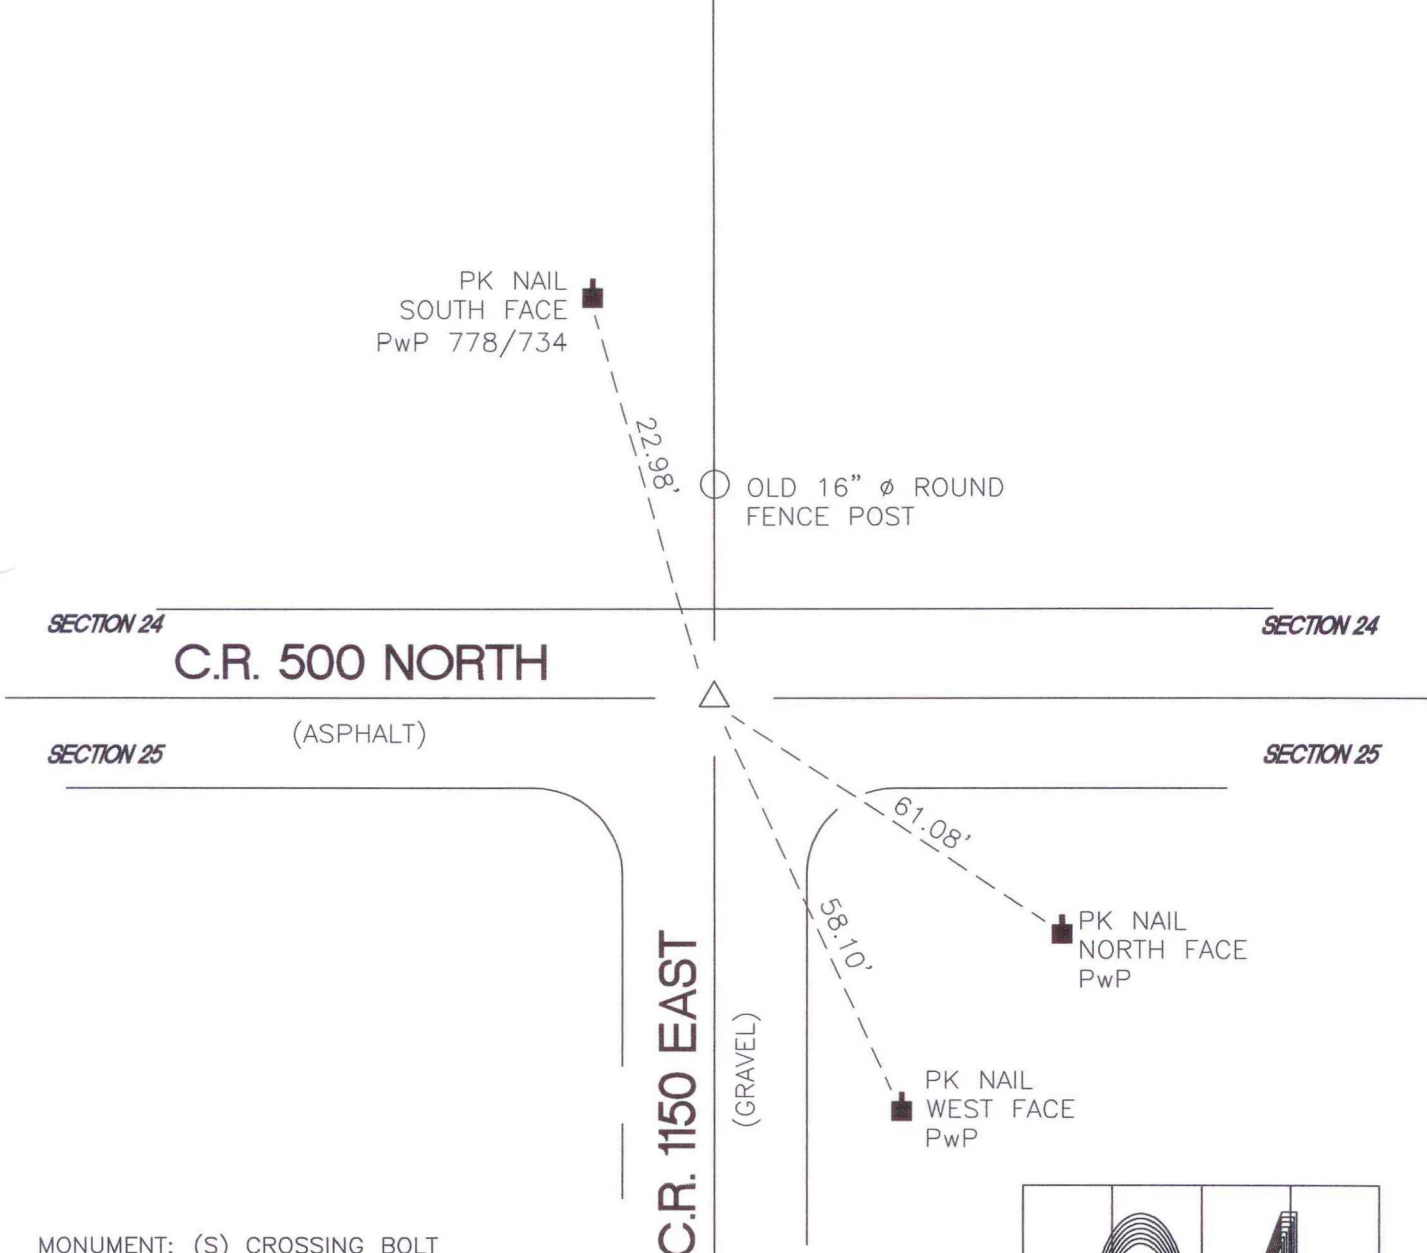 PK NAIL
SOUTH FACE
PwP 778/734
22.98'
OLD 16" ø ROUND
FENCE POST
SECTION 24
SECTION 24
C.R. 500 NORTH
(ASPHALT)
SECTION 25
SECTION 25
61.08'
58.10'
PK NAIL
NORTH FACE
PwP
C.R. 1150 EAST
(GRAVEL)
PK NAIL
WEST FACE
PwP
MONUMENT: (S) CROSSING BOLT